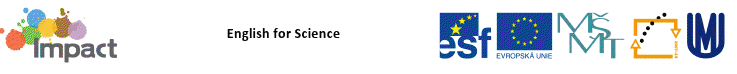 Impact
English for Science
esf
EVROPSKÁ UNIE
MŠMT